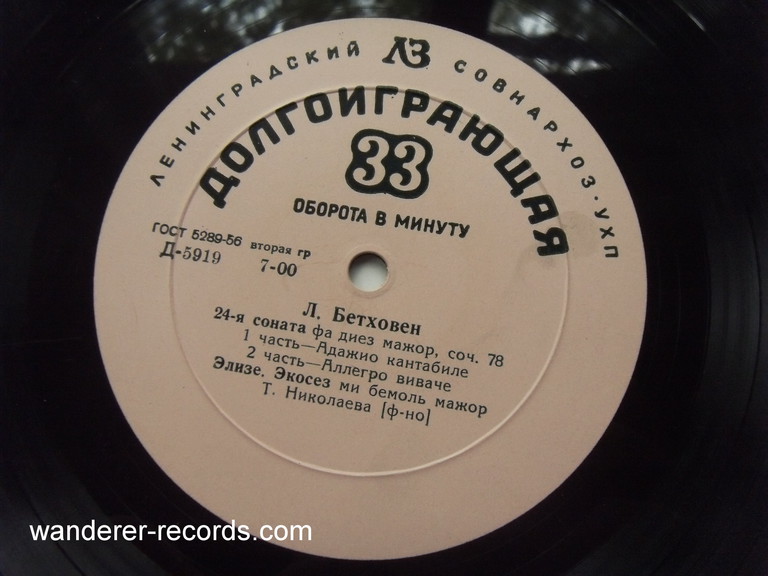 ЛЕНИНГРАДСКИЙ ЛЗ СОВНАРХОЗ. УХП
ДОЛГОИГРАЮЩАЯ
33
ОБОРОТА В МИНУТУ
ГОСТ 5289-56 вторая гр
Д-5919 7-00
Л. Бетховен
24-я соната фа диез мажор, соч. 78
1 часть—Адажио кантабиле
2 часть—Аллегро виваче
Элизе. Экосез ми бемоль мажор
Т. Николаева [ф-но]
wanderer-records.com